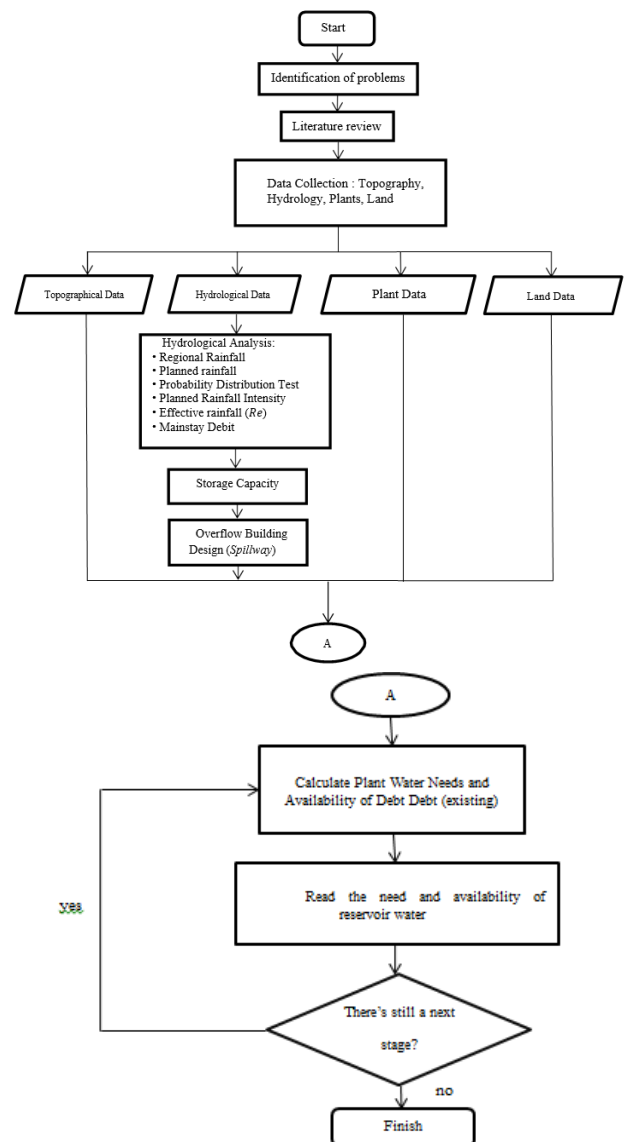 Start
Identification of problems
Literature review
Data Collection : Topography,
Hydrology, Plants, Land
Topographical Data
Hydrological Data
Plant Data
Land Data
Hydrological Analysis:
• Regional Rainfall
• Planned rainfall
• Probability Distribution Test
• Planned Rainfall Intensity
• Effective rainfall (Re)
• Mainstay Debit
Storage Capacity
Overflow Building
Design (Spillway)
A
A
Calculate Plant Water Needs and
Availability of Debt Debt (existing)
Read the need and availability of
reservoir water
yes
There's still a next
stage?
no
Finish